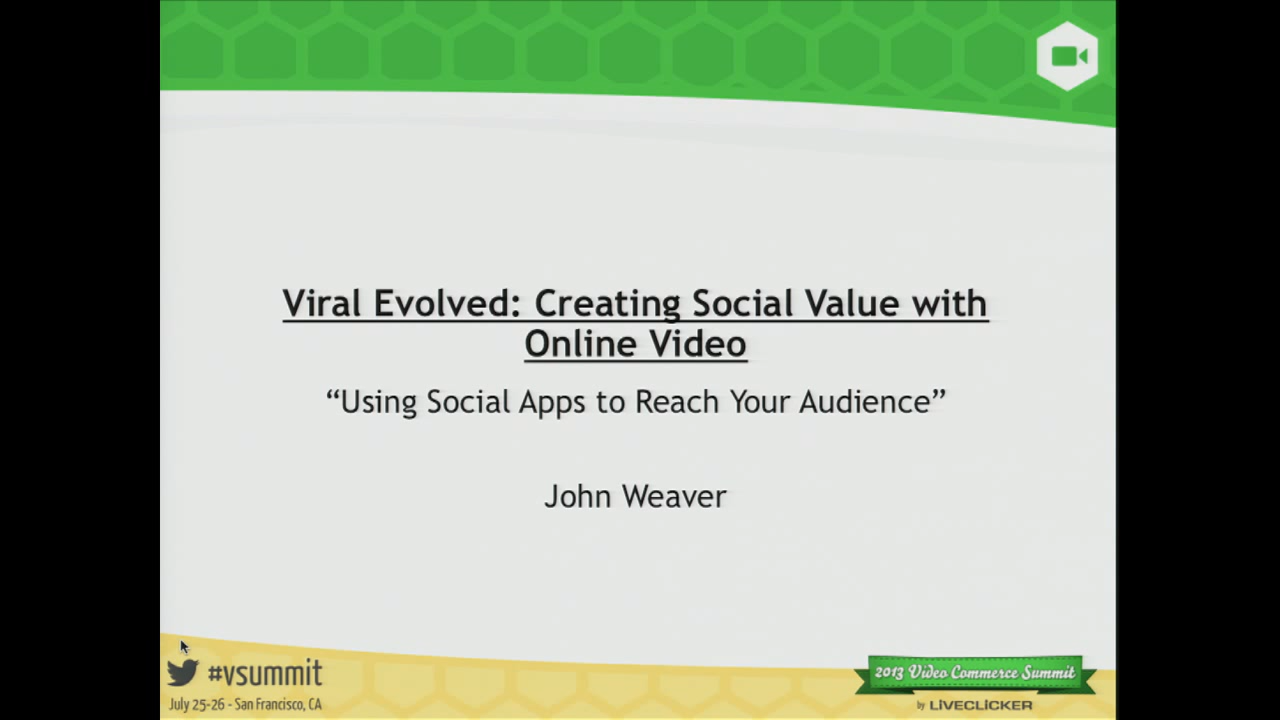 Viral Evolved: Creating Social Value with
Online Video
“Using Social Apps to Reach Your Audience”
John Weaver
#vsummit
July 25-26 - San Francisco, CA
2013 Video Commerce Summit
by LIVECLICKER